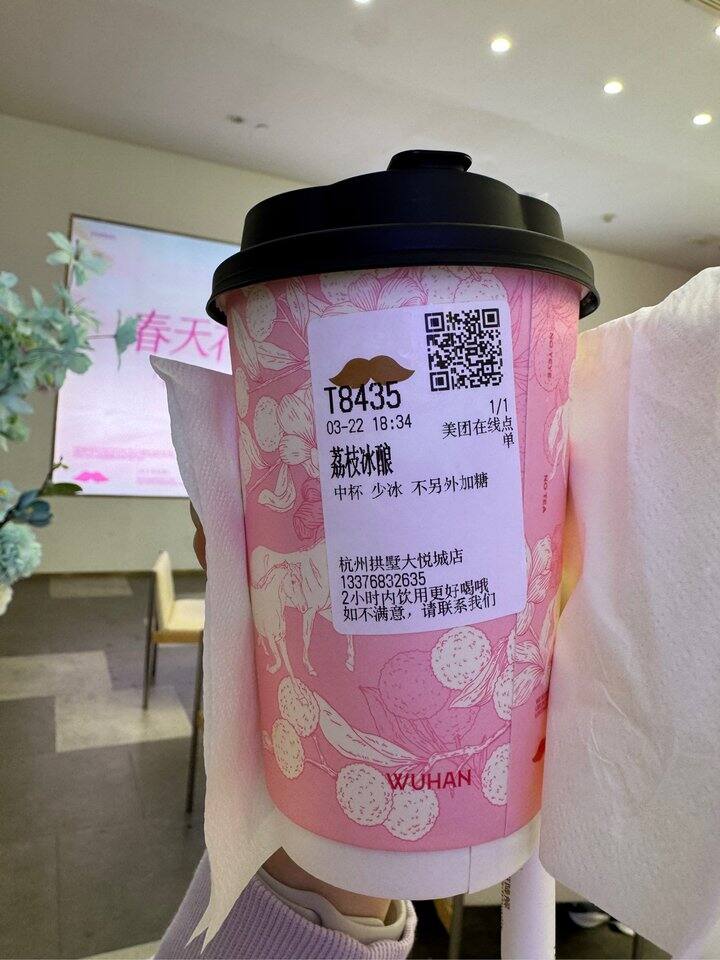 春天
T8435
03-22 18:34
1/1
美团在线点
单
荔枝冰酿
中杯 少冰 不另外加糖
杭州拱墅大悦城店
13376832635
2小时内饮用更好喝哦
如不满意，请联系我们
NO TEA
WUHAN